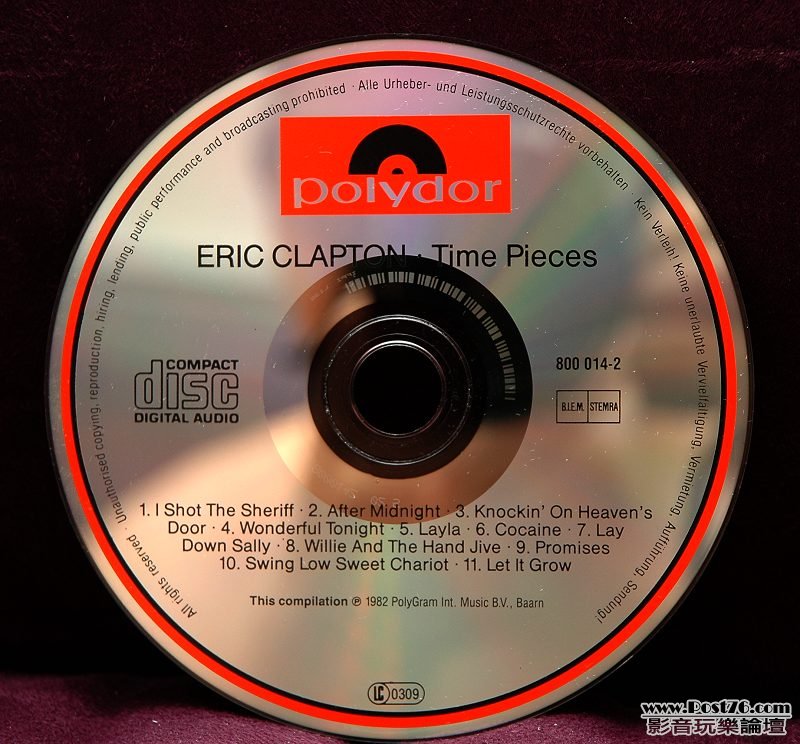 All rights reserved · Unauthorised copying, reproduction, hiring, lending, public performance and broadcasting prohibited · Alle Urheber- und Leistungsschutzrechte vorbehalten · Kein Verleih! Keine unerlaubte Vervielfältigung, Vermietung, Aufführung, Sendung!
polydor
ERIC CLAPTON · Time Pieces
COMPACT
disc
DIGITAL AUDIO
800 014-2
B.I.E.M. STEMRA
1. I Shot The Sheriff · 2. After Midnight · 3. Knockin' On Heaven's
Door · 4. Wonderful Tonight · 5. Layla · 6. Cocaine · 7. Lay
Down Sally · 8. Willie And The Hand Jive · 9. Promises
10. Swing Low Sweet Chariot · 11. Let It Grow
This compilation ℗ 1982 PolyGram Int. Music B.V., Baarn
LC 0309
www.Post76.com
影音玩樂論壇